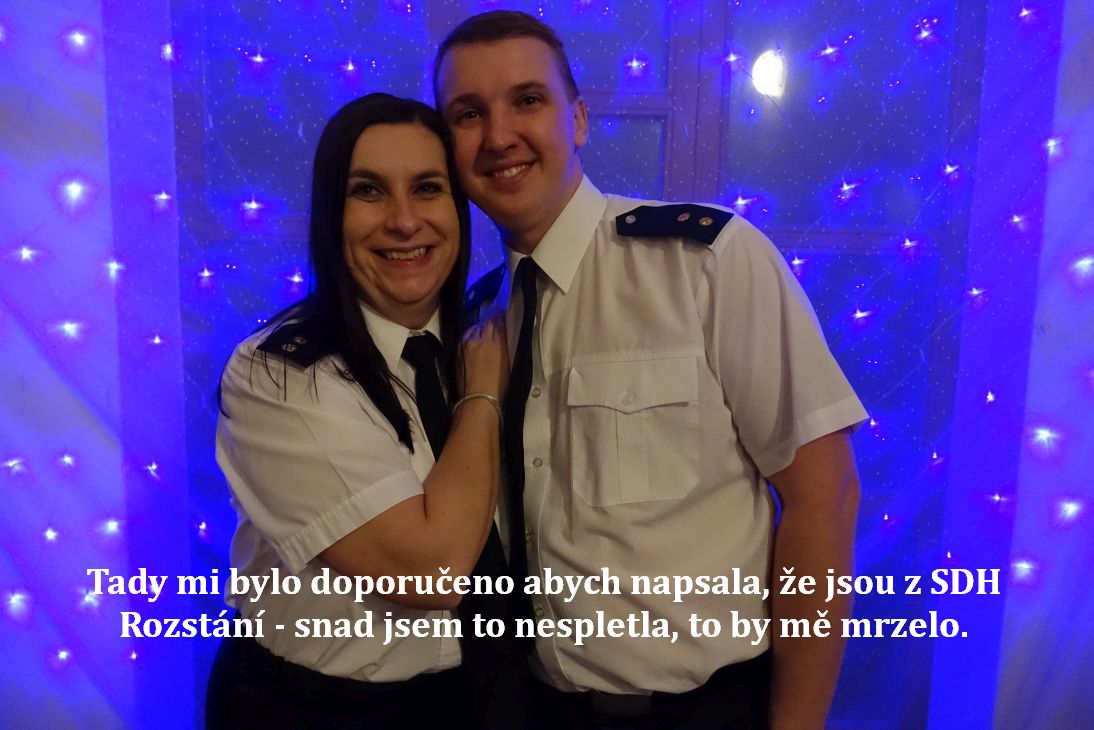 Tady mi bylo doporučeno abych napsala, že jsou z SDH
Rozstání - snad jsem to nespletla, to by mě mrzelo.